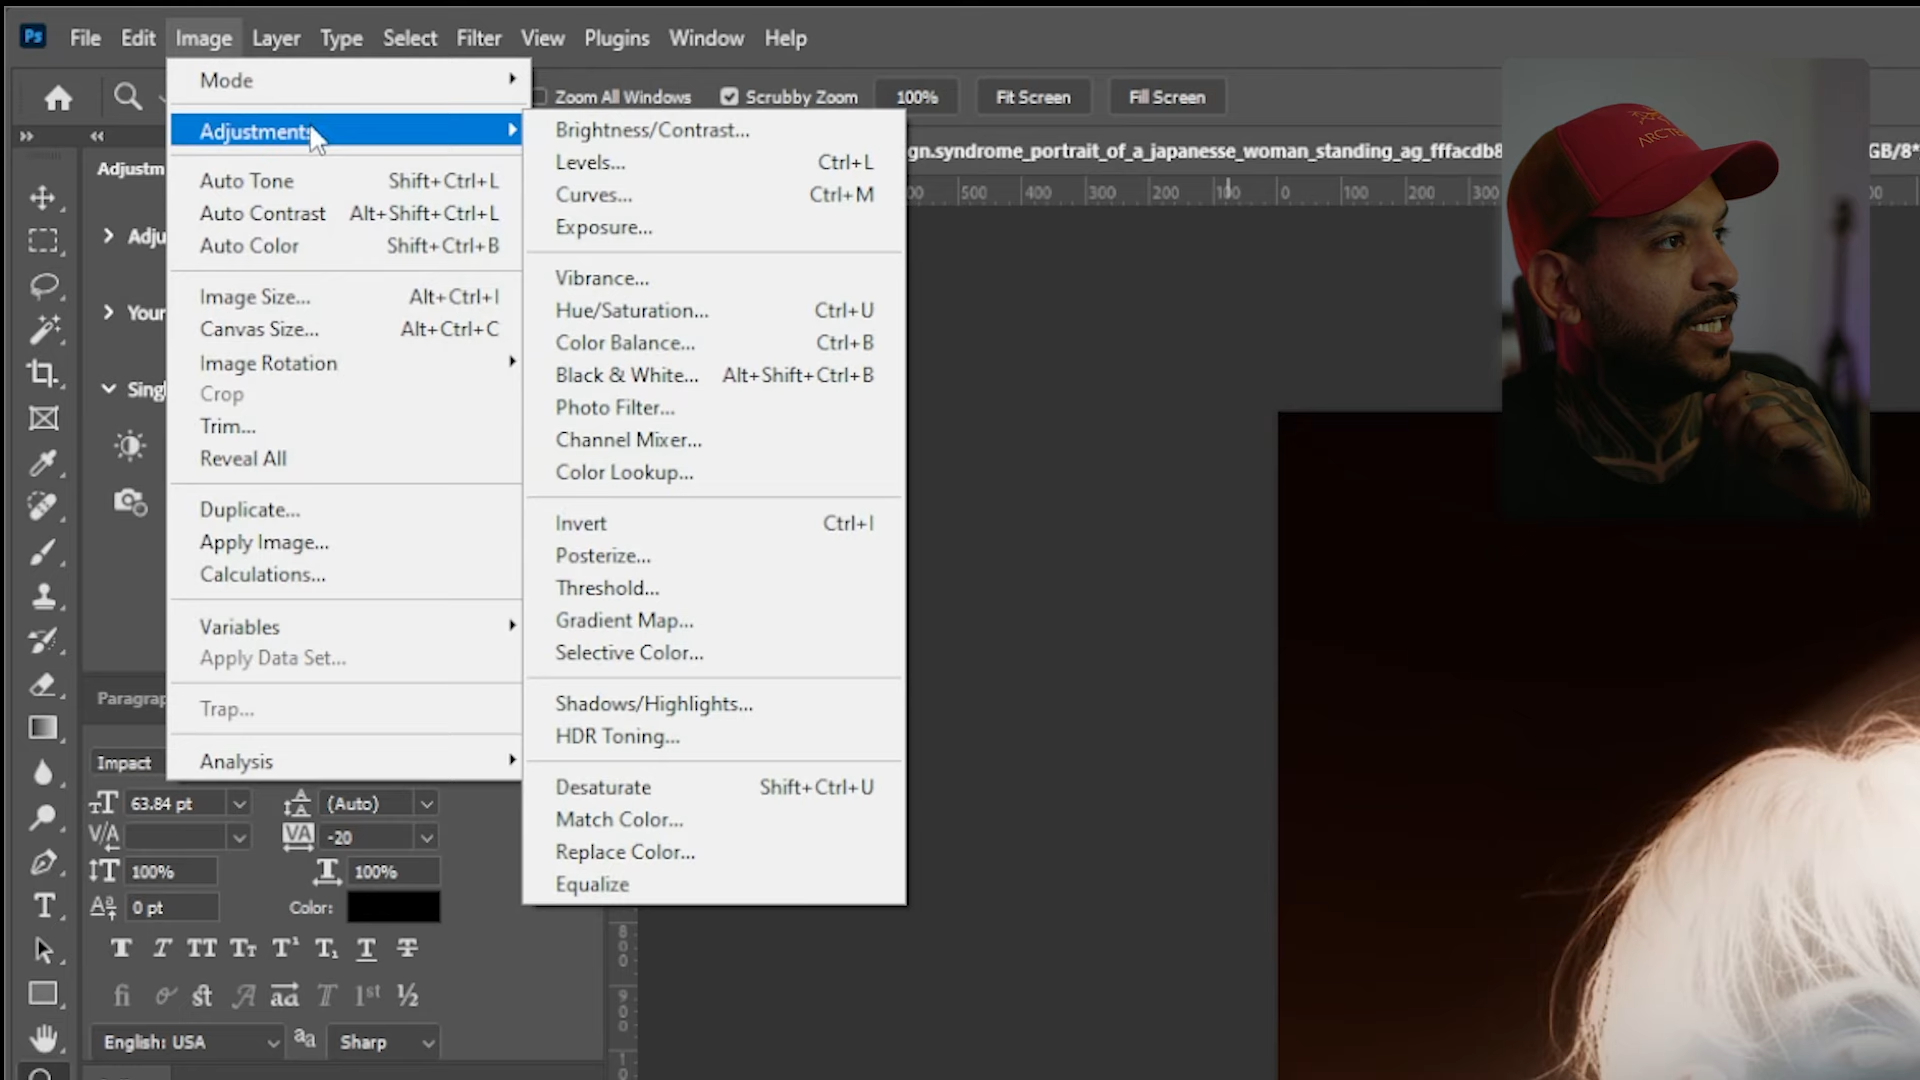 Ps File Edit Image Layer Type Select Filter View Plugins Window Help
Zoom All Windows Scrubby Zoom 100% Fit Screen Fill Screen
Mode
Adjustments
Auto Tone Shift+Ctrl+L
Auto Contrast Alt+Shift+Ctrl+L
Auto Color Shift+Ctrl+B
Image Size... Alt+Ctrl+I
Canvas Size... Alt+Ctrl+C
Image Rotation
Crop
Trim...
Reveal All
Duplicate...
Apply Image...
Calculations...
Variables
Apply Data Set...
Trap...
Analysis
Brightness/Contrast...
Levels... Ctrl+L
Curves... Ctrl+M
Exposure...
Vibrance...
Hue/Saturation... Ctrl+U
Color Balance... Ctrl+B
Black & White... Alt+Shift+Ctrl+B
Photo Filter...
Channel Mixer...
Color Lookup...
Invert Ctrl+I
Posterize...
Threshold...
Gradient Map...
Selective Color...
Shadows/Highlights...
HDR Toning...
Desaturate Shift+Ctrl+U
Match Color...
Replace Color...
Equalize
gn.syndrome_portrait_of_a_japanesse_woman_standing_ag_fffacdb8 GB/8*
500 400 300 200 100 0 100 200 300
ARCTE
Adjustm
Adju
Your
Sing
Paragrap
Impact
63.84 pt (Auto)
V/A VA -20
100% 100%
0 pt Color:
T T TT Tt T¹ T₁ T T
fi st A ad T 1st ½
English: USA aa Sharp
800
900